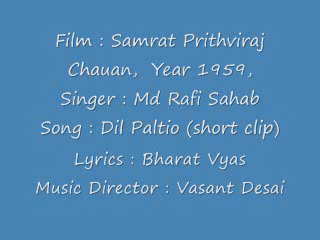 Film : Samrat Prithviraj
Chauan, Year 1959,
Singer : Md Rafi Sahab
Song : Dil Paltio (short clip)
Lyrics : Bharat Vyas
Music Director : Vasant Desai